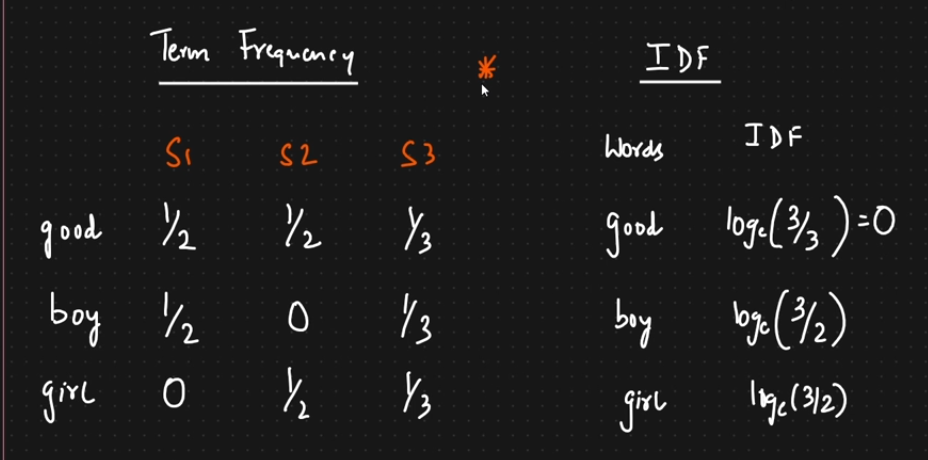 Term Frequency * IDF
S1 S2 S3 Words IDF
good 1/2 1/2 1/3 good loge(3/3)=0
boy 1/2 0 1/3 boy loge(3/2)
girl 0 1/2 1/3 girl loge(3/2)